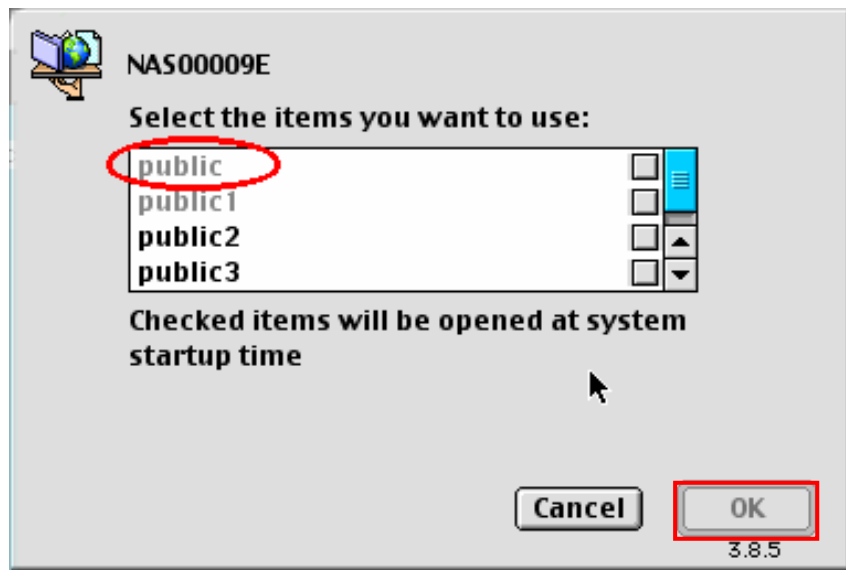 NAS00009E
Select the items you want to use:
public
public1
public2
public3
Checked items will be opened at system
startup time
Cancel
OK
3.8.5